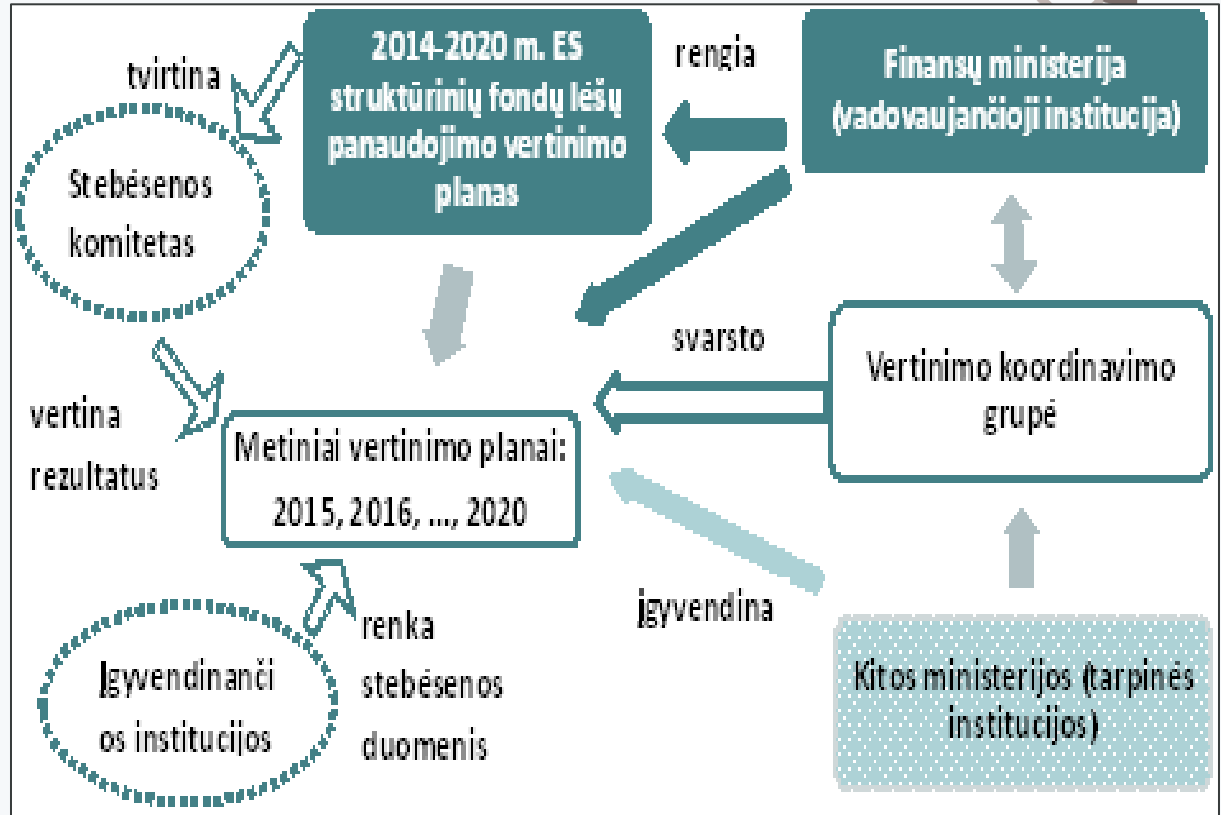 2014-2020 m. ES
struktūrinių fondų lėšų
panaudojimo vertinimo
planas
rengia
Finansų ministerija
(vadovaujančioji institucija)
tvirtina
Stebėsenos
komitetas
svarsto
Vertinimo koordinavimo
grupė
vertina
rezultatus
Metiniai vertinimo planai:
2015, 2016, ..., 2020
įgyvendina
Įgyvendinanči
os institucijos
renka
stebėsenos
duomenis
Kitos ministerijos (tarpinės
institucijos)